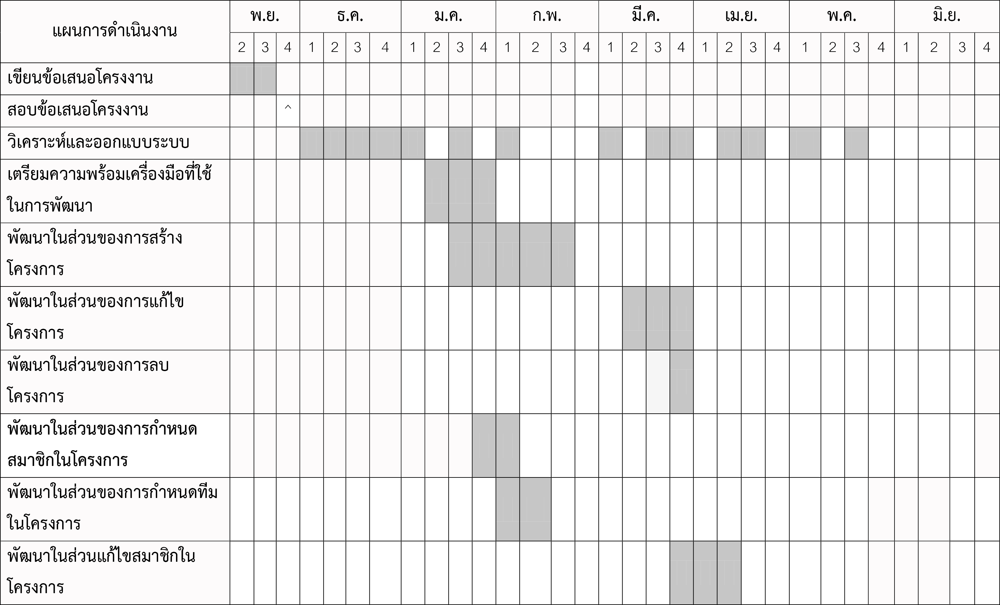 แผนการดำเนินงาน พ.ย. ธ.ค. ม.ค. ก.พ. มี.ค. เม.ย. พ.ค. มิ.ย.
2 3 4 1 2 3 4 1 2 3 4 1 2 3 4 1 2 3 4 1 2 3 4 1 2 3 4 1 2 3 4
เขียนข้อเสนอโครงงาน
สอบข้อเสนอโครงงาน ^
วิเคราะห์และออกแบบระบบ
เตรียมความพร้อมเครื่องมือที่ใช้
ในการพัฒนา
พัฒนาในส่วนของการสร้าง
โครงการ
พัฒนาในส่วนของการแก้ไข
โครงการ
พัฒนาในส่วนของการลบ
โครงการ
พัฒนาในส่วนของการกำหนด
สมาชิกในโครงการ
พัฒนาในส่วนของการกำหนดทีม
ในโครงการ
พัฒนาในส่วนแก้ไขสมาชิกใน
โครงการ